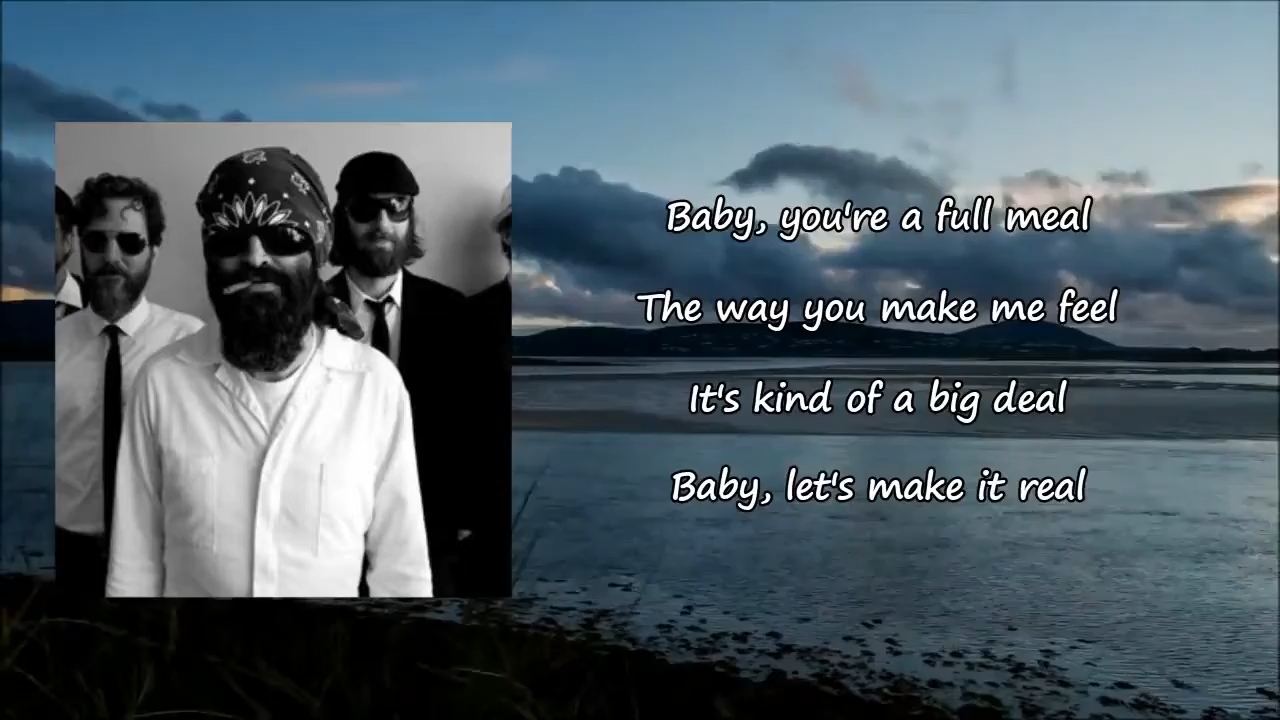 Baby, you're a full meal
The way you make me feel
It's kind of a big deal
Baby, let's make it real